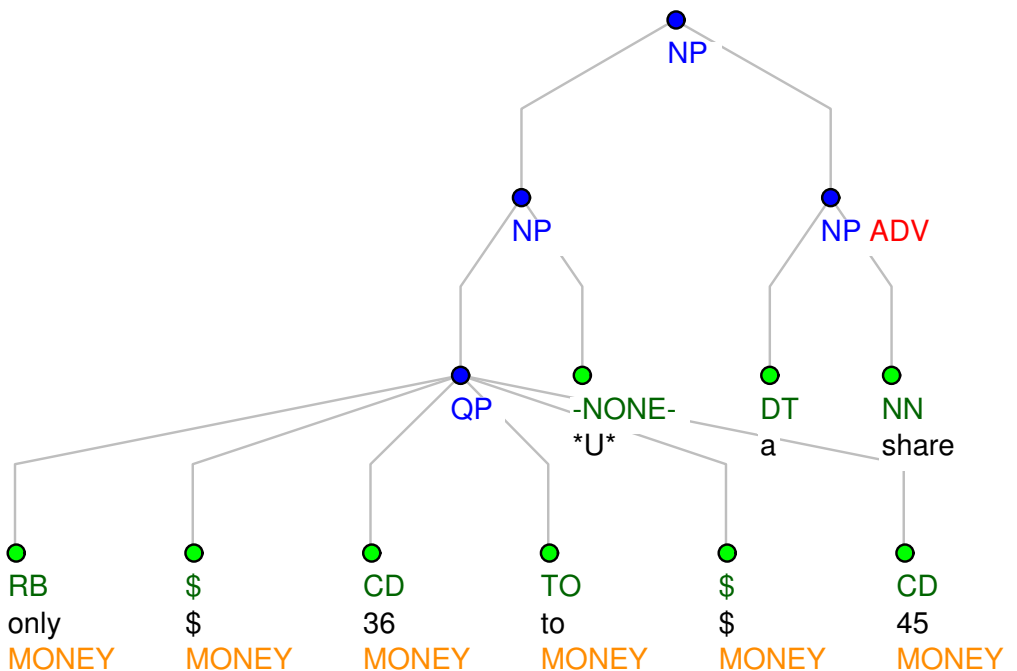 NP
NP NP ADV
QP -NONE- DT NN
*U* a share
RB $ CD TO $ CD
only $ 36 to $ 45
MONEY MONEY MONEY MONEY MONEY MONEY